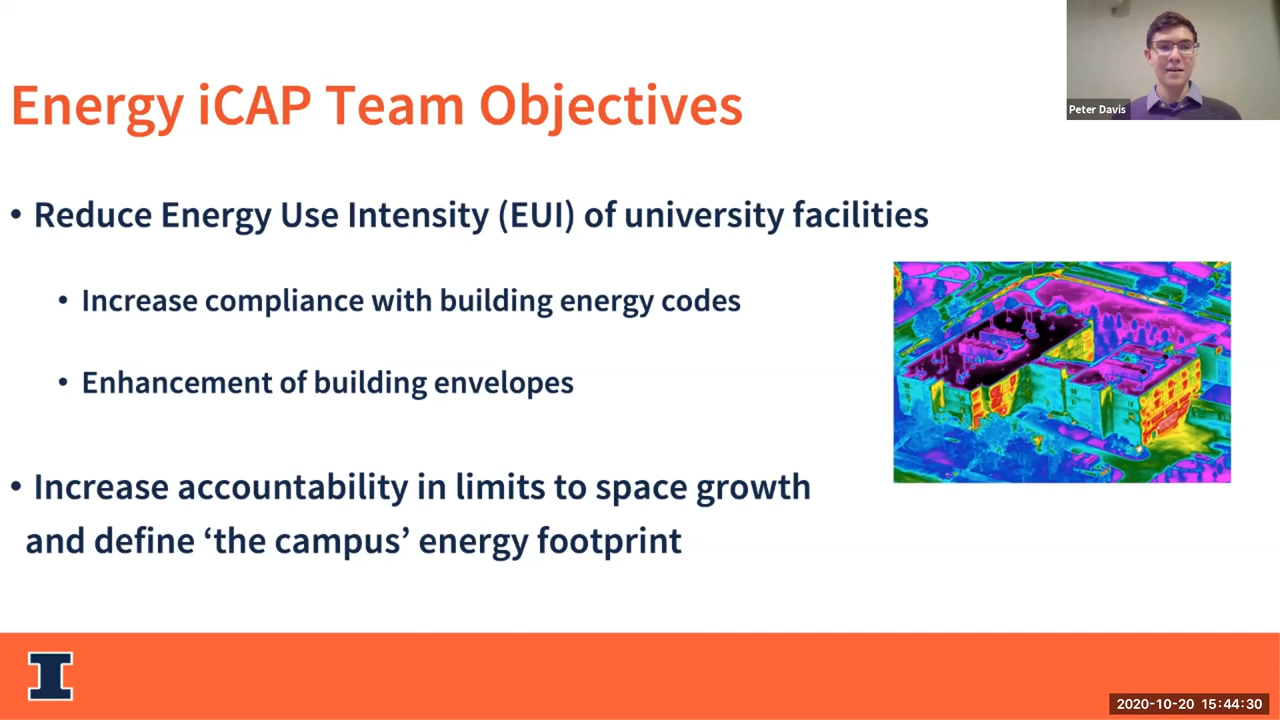 Energy iCAP Team Objectives
Peter Davis
• Reduce Energy Use Intensity (EUI) of university facilities
• Increase compliance with building energy codes
• Enhancement of building envelopes
• Increase accountability in limits to space growth
and define ‘the campus’ energy footprint
I
2020-10-20 15:44:30